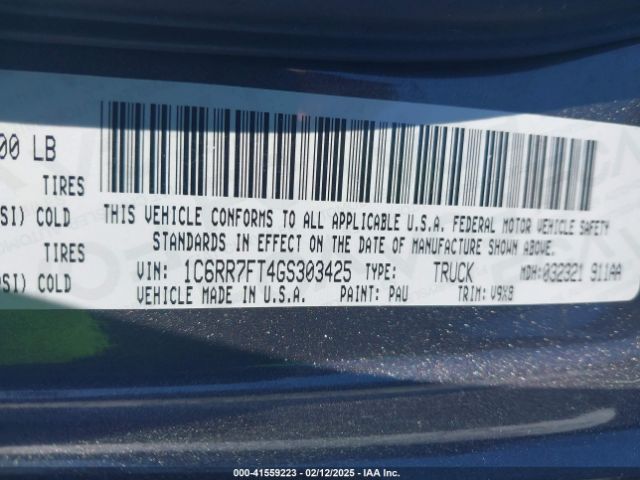 00 LB
TIRES
SI) COLD
TIRES
SI) COLD
THIS VEHICLE CONFORMS TO ALL APPLICABLE U.S.A. FEDERAL MOTOR VEHICLE SAFETY
STANDARDS IN EFFECT ON THE DATE OF MANUFACTURE SHOWN ABOVE.
VIN: 1C6RR7FT4GS303425 TYPE: TRUCK MDH: 032321 911AA
VEHICLE MADE IN U.S.A. PAINT: PAU TRIM: V9X8
000-41559223 - 02/12/2025 - IAA Inc.